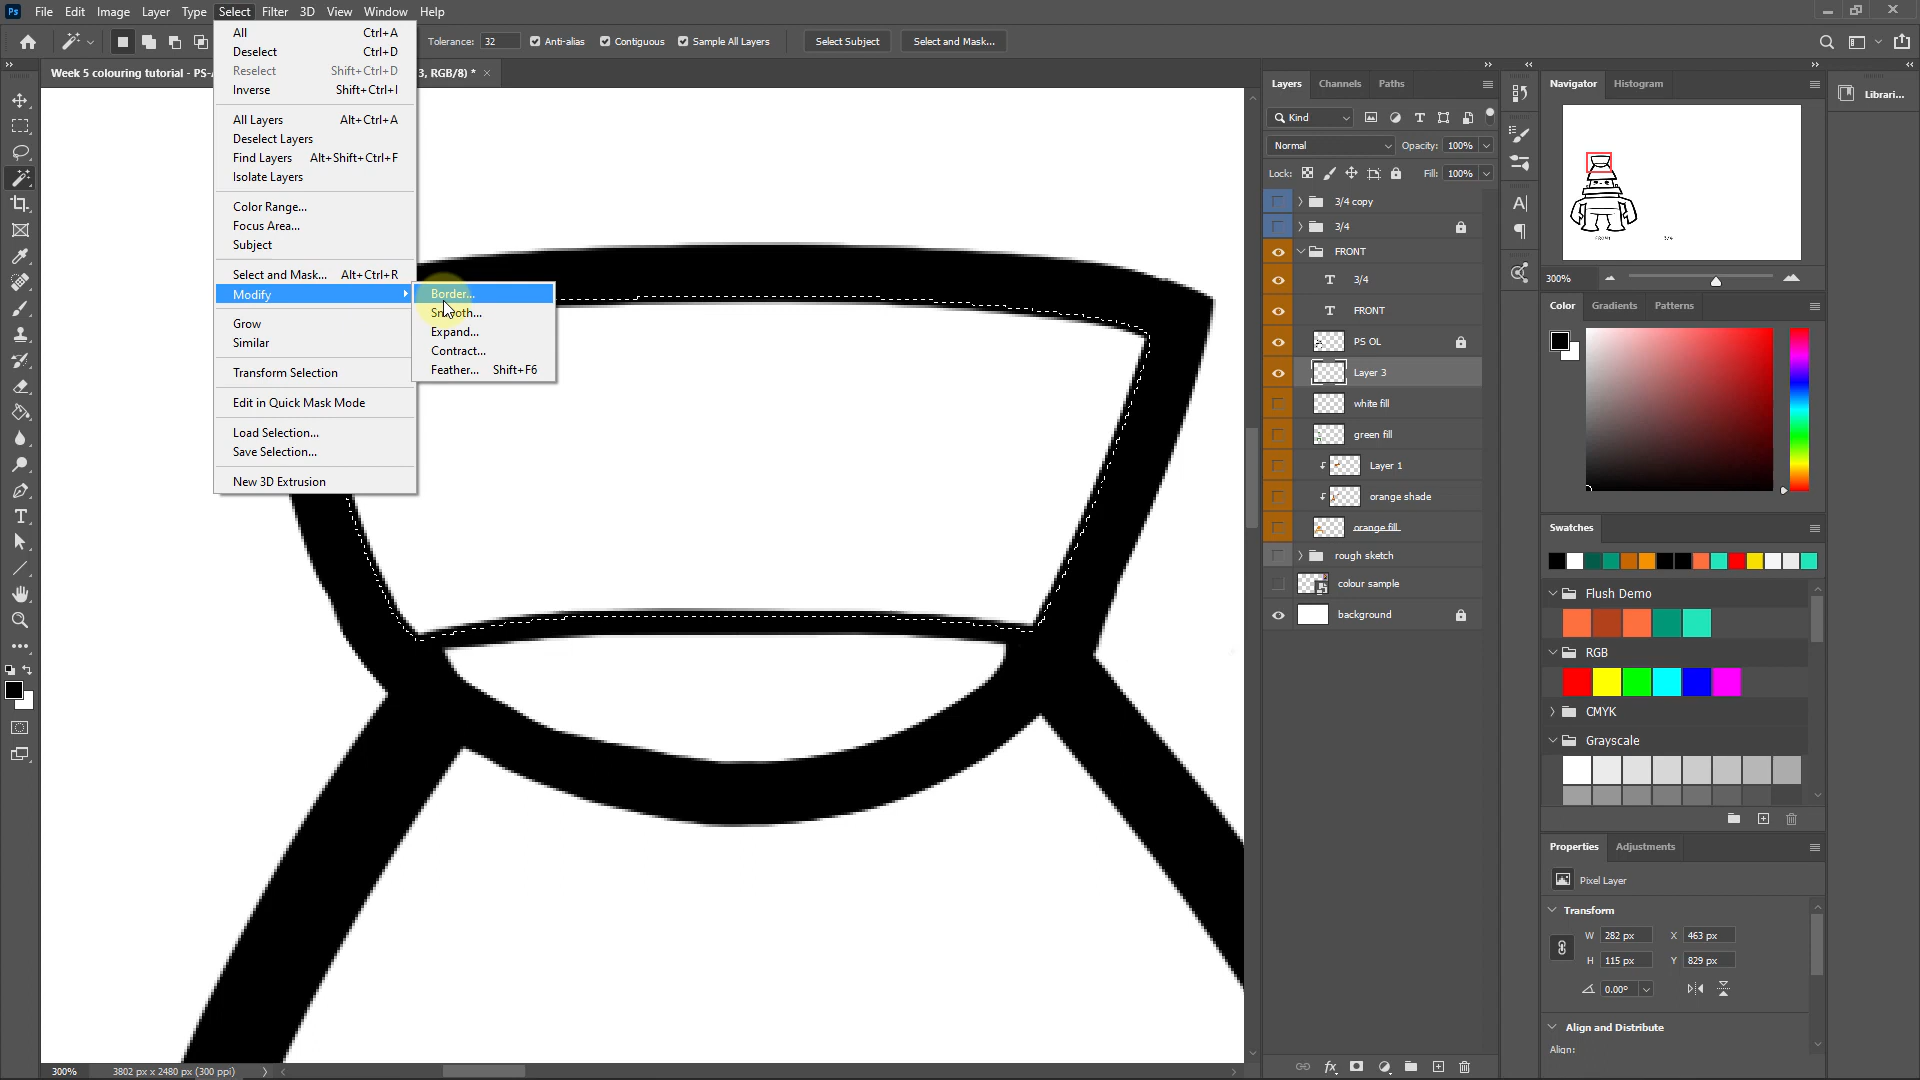 Ps File Edit Image Layer Type Select Filter 3D View Window Help
Tolerance: 32 Anti-alias Contiguous Sample All Layers Select Subject Select and Mask...
Week 5 colouring tutorial - PS- 3, RGB/8) * ×
All Ctrl+A
Deselect Ctrl+D
Reselect Shift+Ctrl+D
Inverse Shift+Ctrl+I
All Layers Alt+Ctrl+A
Deselect Layers
Find Layers Alt+Shift+Ctrl+F
Isolate Layers
Color Range...
Focus Area...
Subject
Select and Mask... Alt+Ctrl+R
Modify
Grow
Similar
Transform Selection
Edit in Quick Mask Mode
Load Selection...
Save Selection...
New 3D Extrusion
Border...
Smooth...
Expand...
Contract...
Feather... Shift+F6
300% 3802 px x 2480 px (300 ppi)
Layers Channels Paths
Kind
Normal Opacity: 100%
Lock: Fill: 100%
3/4 copy
3/4
FRONT
T 3/4
T FRONT
PS OL
Layer 3
white fill
green fill
Layer 1
orange shade
orange fill
rough sketch
colour sample
background
fx
Navigator Histogram
FRONT 3/4
300%
Color Gradients Patterns
Swatches
Flush Demo
RGB
CMYK
Grayscale
Properties Adjustments
Pixel Layer
Transform
W 282 px X 463 px
H 115 px Y 829 px
0.00°
Align and Distribute
Align:
Librari...